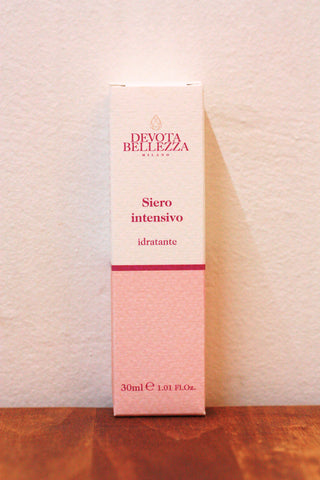 DEVOTA
BELLEZZA
MILANO
Siero
intensivo
idratante
30ml ℮ 1.01 Fl.Oz.